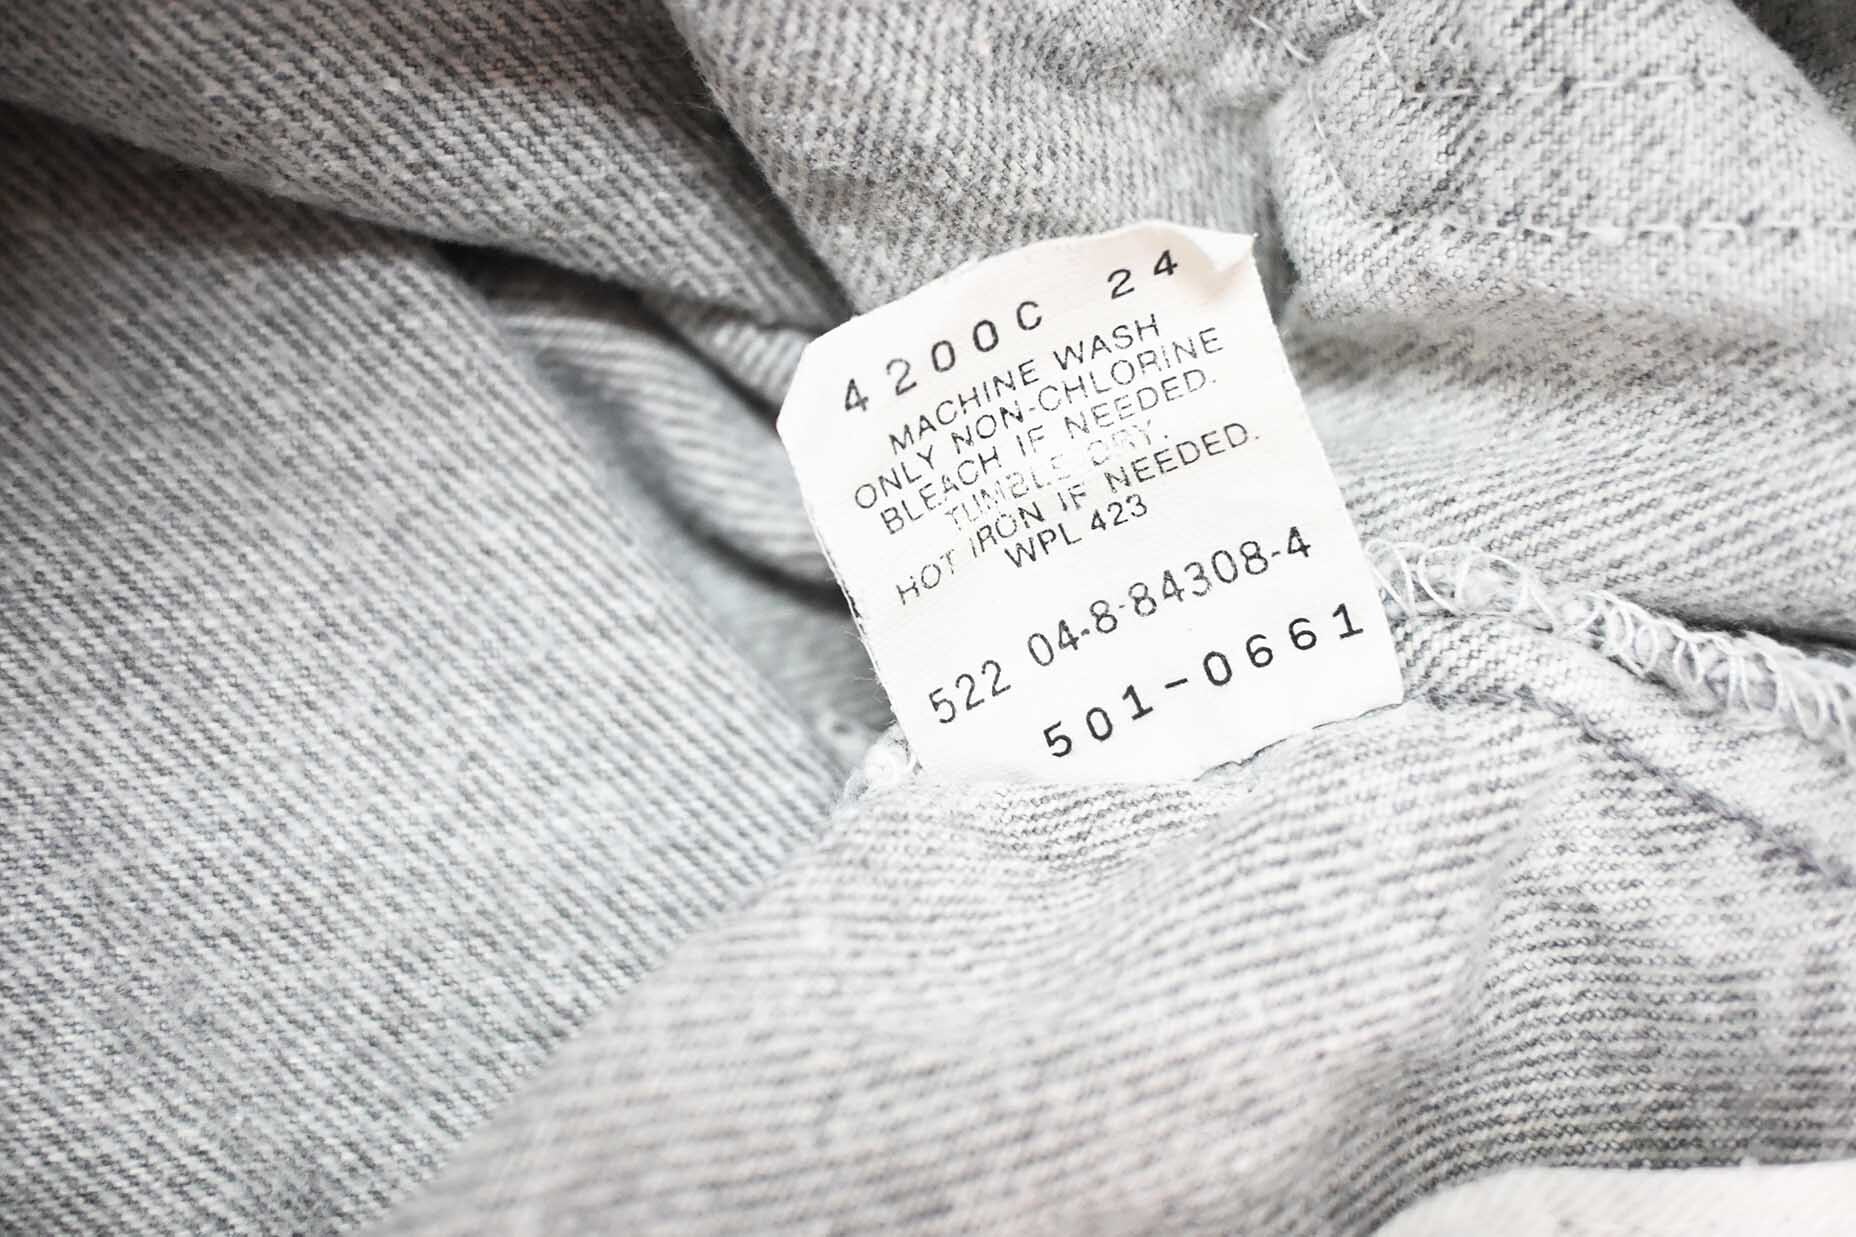 4200C 24
MACHINE WASH
ONLY NON-CHLORINE
BLEACH IF NEEDED.
TUMBLE DRY.
HOT IRON IF NEEDED.
WPL 423
522 04-8-84308-4
501-0661